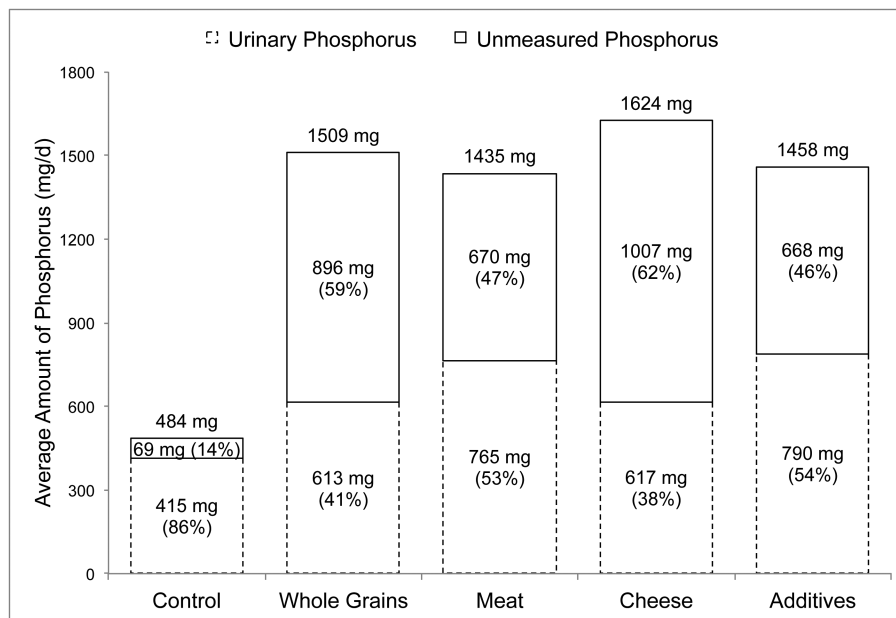 Urinary Phosphorus Unmeasured Phosphorus
Average Amount of Phosphorus (mg/d)
1800
1500
1200
900
600
300
0
484 mg
69 mg (14%)
415 mg
(86%)
1509 mg
896 mg
(59%)
613 mg
(41%)
1435 mg
670 mg
(47%)
765 mg
(53%)
1624 mg
1007 mg
(62%)
617 mg
(38%)
1458 mg
668 mg
(46%)
790 mg
(54%)
Control Whole Grains Meat Cheese Additives